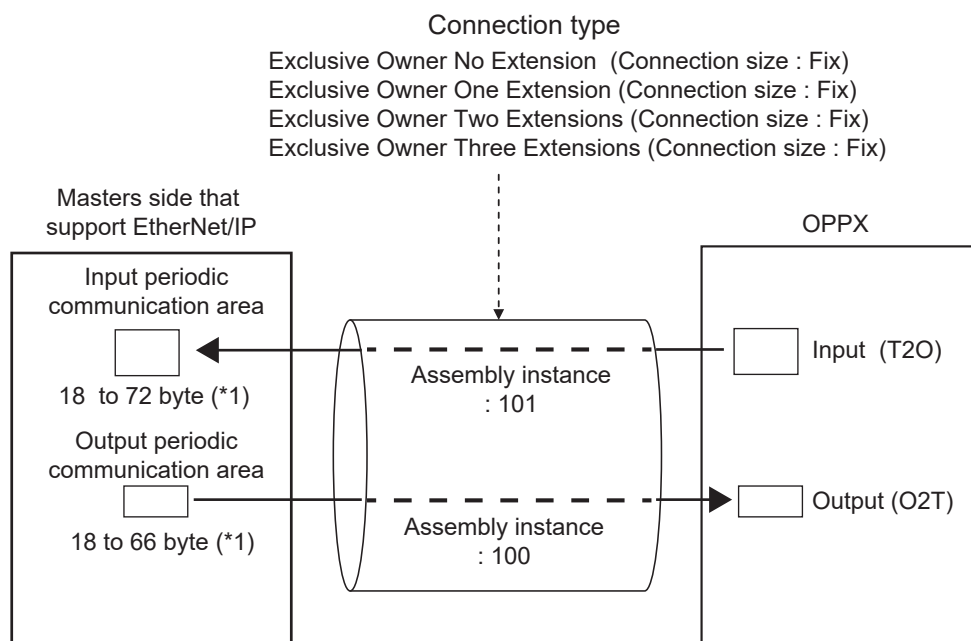 Connection type
Exclusive Owner No Extension (Connection size : Fix)
Exclusive Owner One Extension (Connection size : Fix)
Exclusive Owner Two Extensions (Connection size : Fix)
Exclusive Owner Three Extensions (Connection size : Fix)
Masters side that
support EtherNet/IP
OPPX
Input periodic
communication area
18 to 72 byte (*1)
Assembly instance
: 101
Input (T2O)
Output periodic
communication area
18 to 66 byte (*1)
Assembly instance
: 100
Output (O2T)